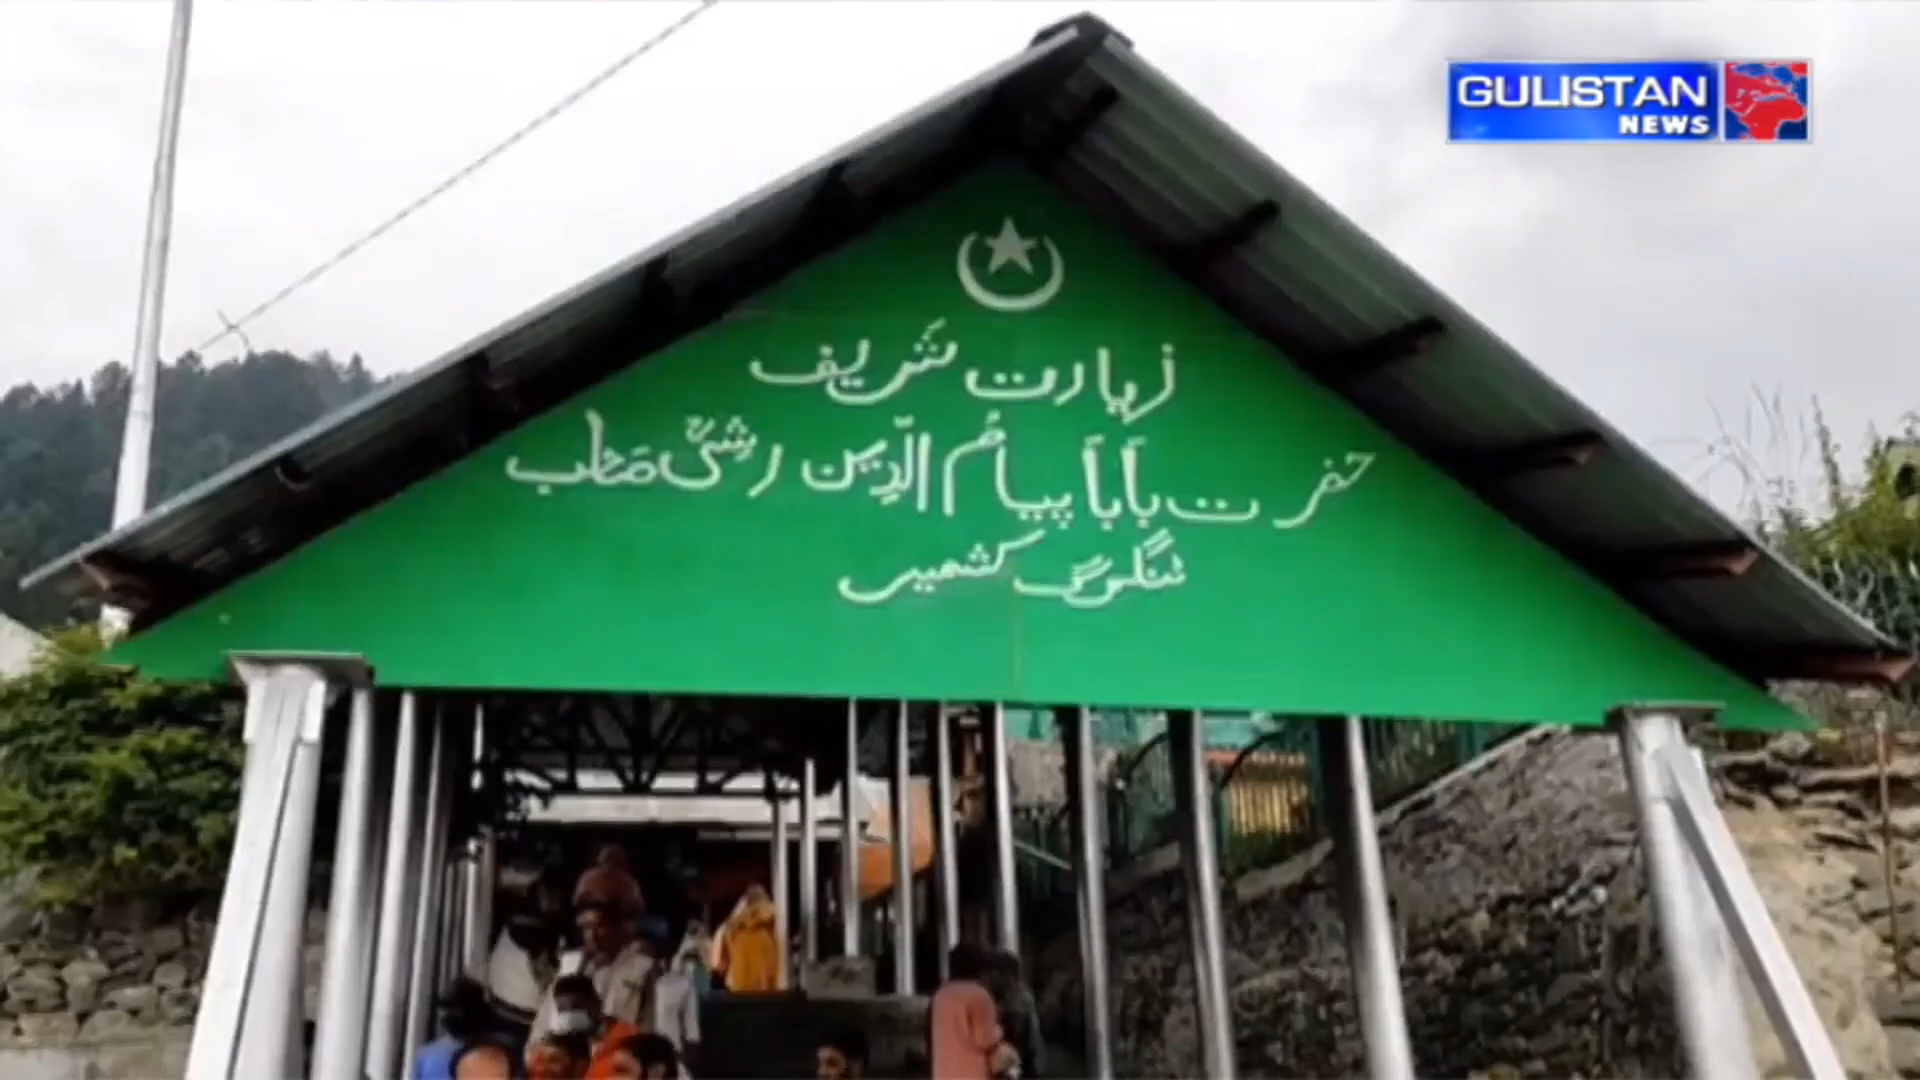 GULISTAN
NEWS
زیارت شریف
حضرت بابا پیام الدین رشیؒ صاحب
ٹنگمرگ کشمیر